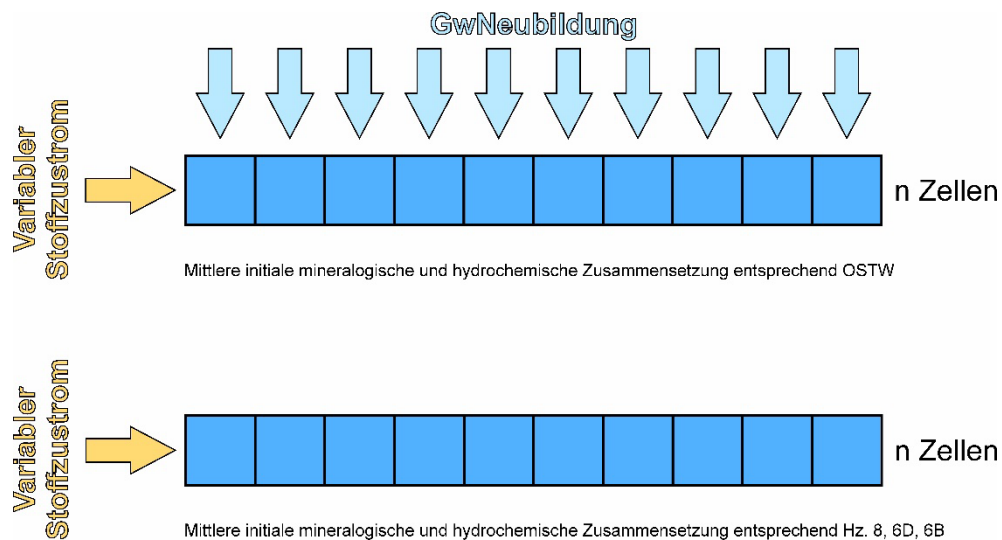 GwNeubildung
Variabler
Stoffzustrom
n Zellen
Mittlere initiale mineralogische und hydrochemische Zusammensetzung entsprechend OSTW
Variabler
Stoffzustrom
n Zellen
Mittlere initiale mineralogische und hydrochemische Zusammensetzung entsprechend Hz. 8, 6D, 6B